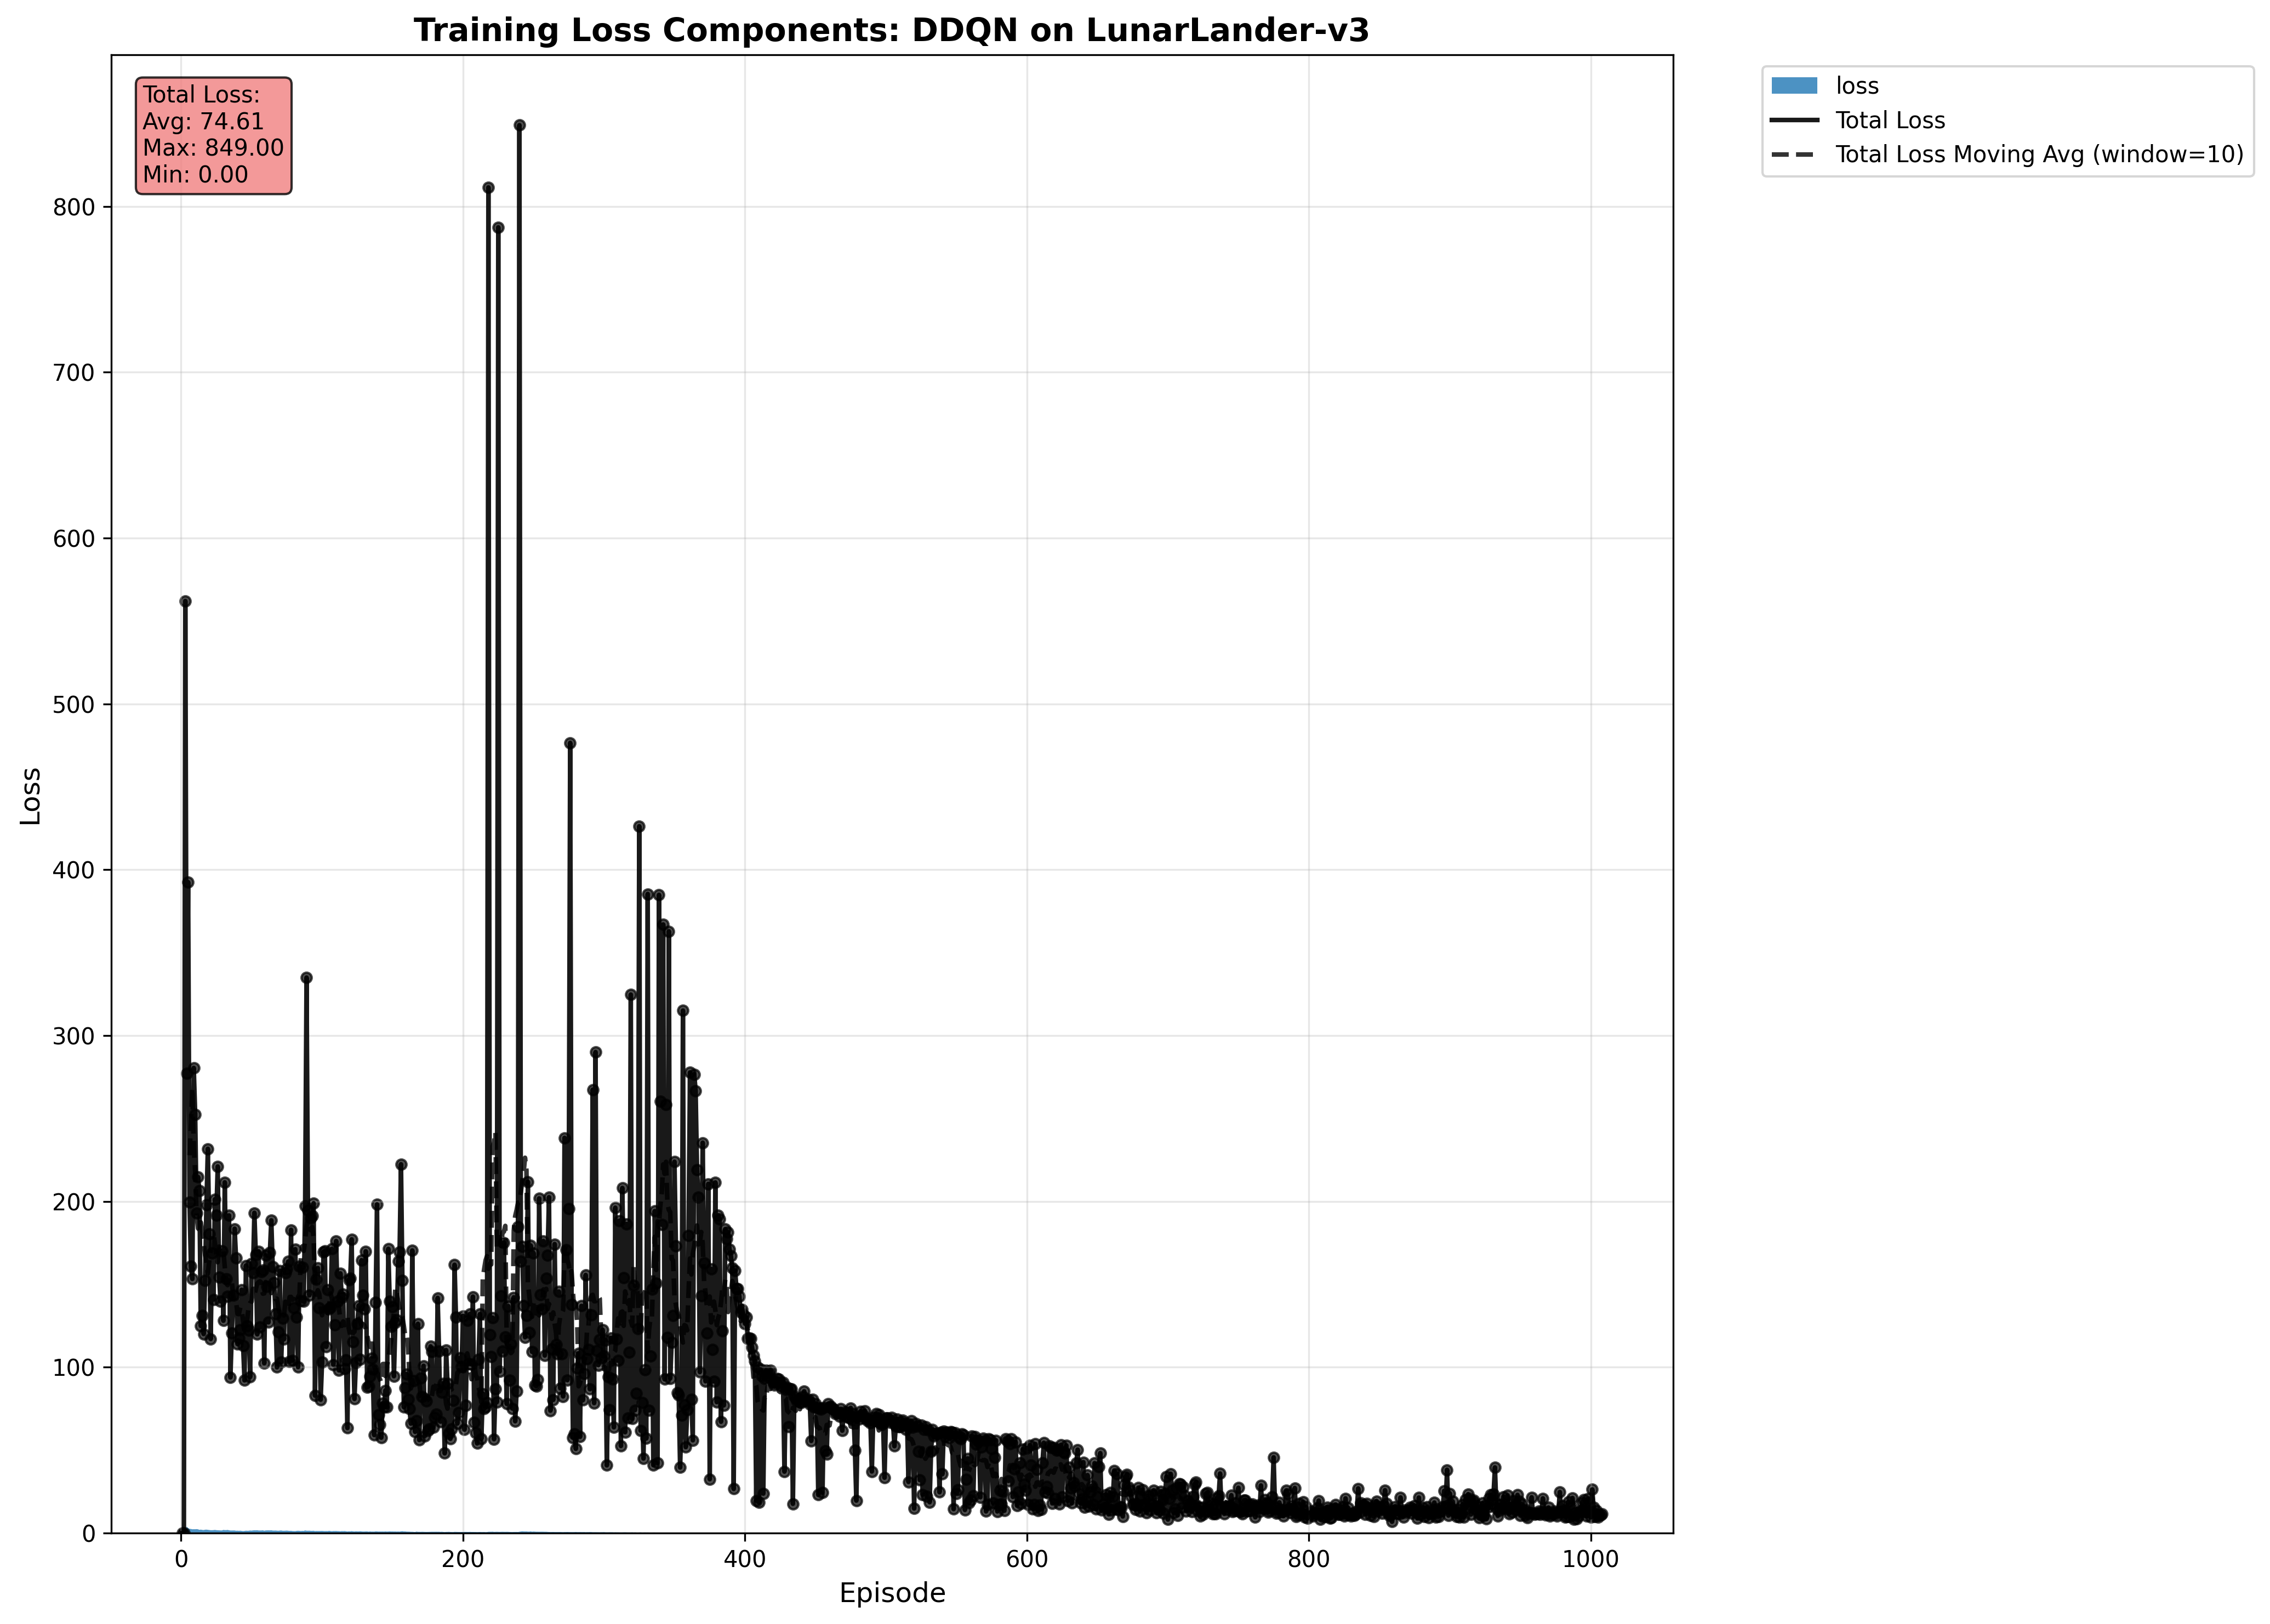 Training Loss Components: DDQN on LunarLander-v3
Total Loss:
Avg: 74.61
Max: 849.00
Min: 0.00
loss
Total Loss
Total Loss Moving Avg (window=10)
Loss
800
700
600
500
400
300
200
100
0
0 200 400 600 800 1000
Episode